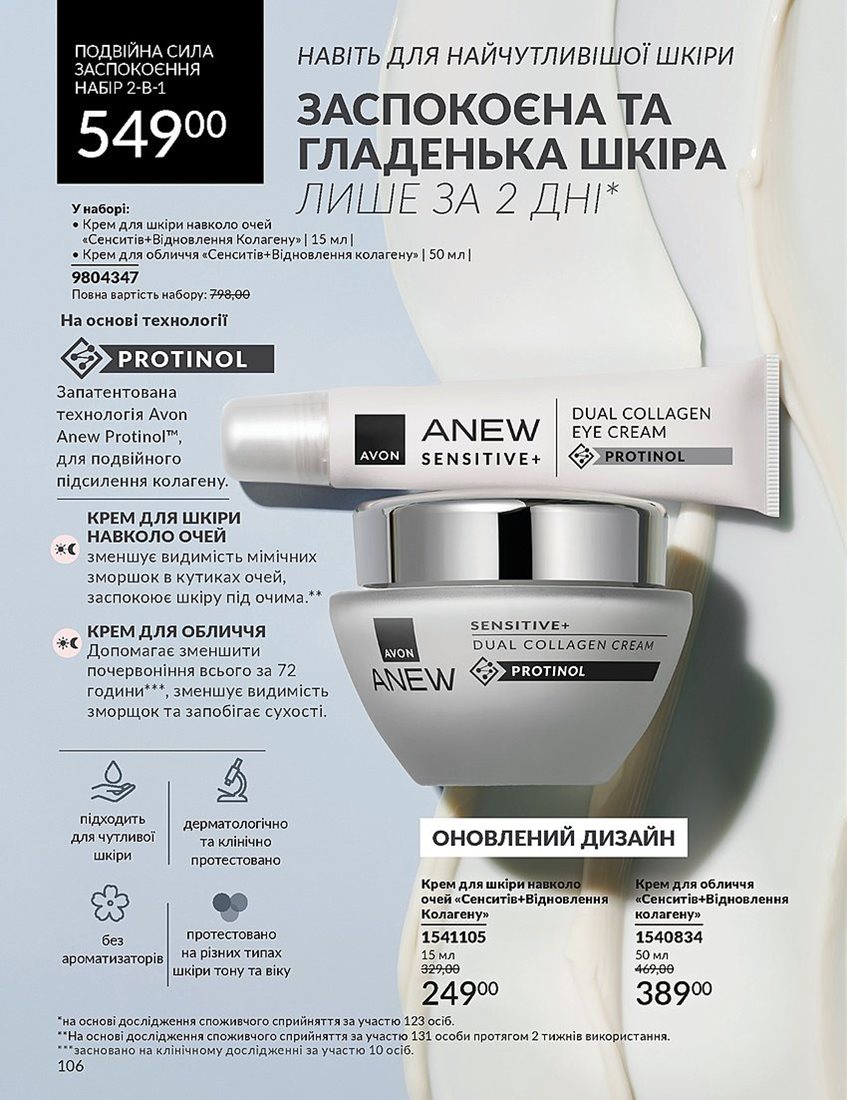 ПОДВІЙНА СИЛА
ЗАСПОКОЄННЯ
НАБІР 2-В-1
549⁰⁰
НАВІТЬ ДЛЯ НАЙЧУТЛИВІШОЇ ШКІРИ
ЗАСПОКОЄНА ТА
ГЛАДЕНЬКА ШКІРА
ЛИШЕ ЗА 2 ДНІ*
У наборі:
• Крем для шкіри навколо очей
«Сенситів+Відновлення Колагену» | 15 мл |
• Крем для обличчя «Сенситів+Відновлення колагену» | 50 мл |
9804347
Повна вартість набору: 798,00
На основі технології
PROTINOL
Запатентована
технологія Avon
Anew Protinol™,
для подвійного
підсилення колагену.
AVON
ANEW
SENSITIVE+
DUAL COLLAGEN
EYE CREAM
PROTINOL
КРЕМ ДЛЯ ШКІРИ
НАВКОЛО ОЧЕЙ
зменшує видимість мімічних
зморшок в кутиках очей,
заспокоює шкіру під очима.**
КРЕМ ДЛЯ ОБЛИЧЧЯ
Допомагає зменшити
почервоніння всього за 72
години***, зменшує видимість
зморщок та запобігає сухості.
AVON
ANEW
SENSITIVE+
DUAL COLLAGEN CREAM
PROTINOL
підходить
для чутливої
шкіри
дерматологічно
та клінічно
протестовано
без
ароматизаторів
протестовано
на різних типах
шкіри тону та віку
ОНОВЛЕНИЙ ДИЗАЙН
Крем для шкіри навколо
очей «Сенситів+Відновлення
Колагену»
1541105
15 мл
329,00
249⁰⁰
Крем для обличчя
«Сенситів+Відновлення
колагену»
1540834
50 мл
469,00
389⁰⁰
*на основі дослідження споживчого сприйняття за участю 123 осіб.
**На основі дослідження споживчого сприйняття за участю 131 особи протягом 2 тижнів використання.
***засновано на клінічному дослідженні за участю 10 осіб.
106